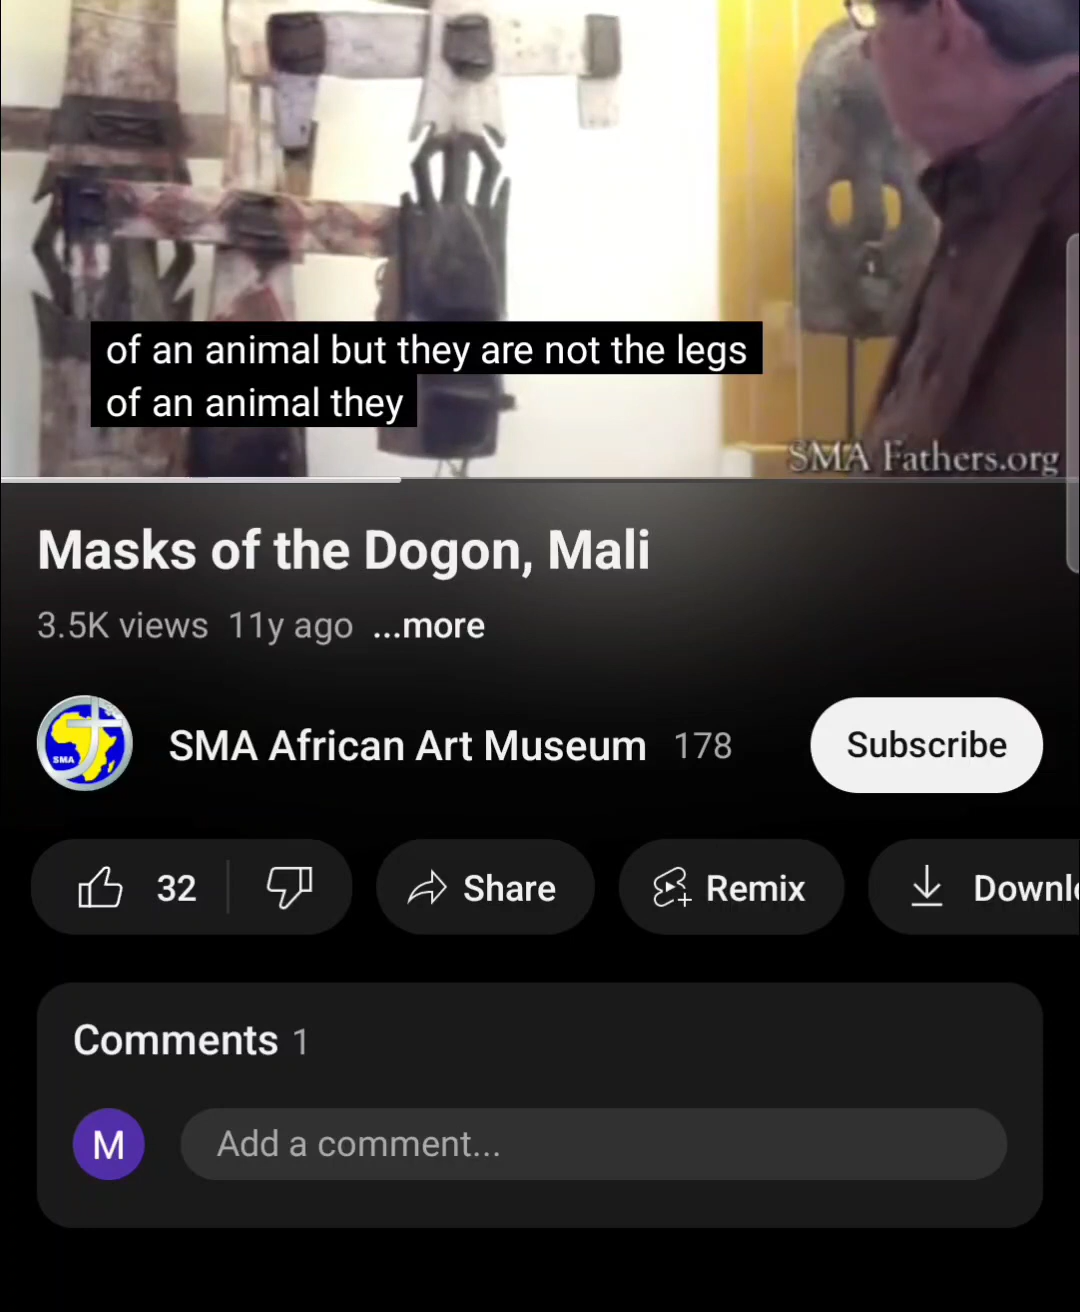 of an animal but they are not the legs
of an animal they
SMA Fathers.org
Masks of the Dogon, Mali
3.5K views 11y ago ...more
SMA
SMA African Art Museum 178
Subscribe
32 Share Remix Downl
Comments 1
M Add a comment...